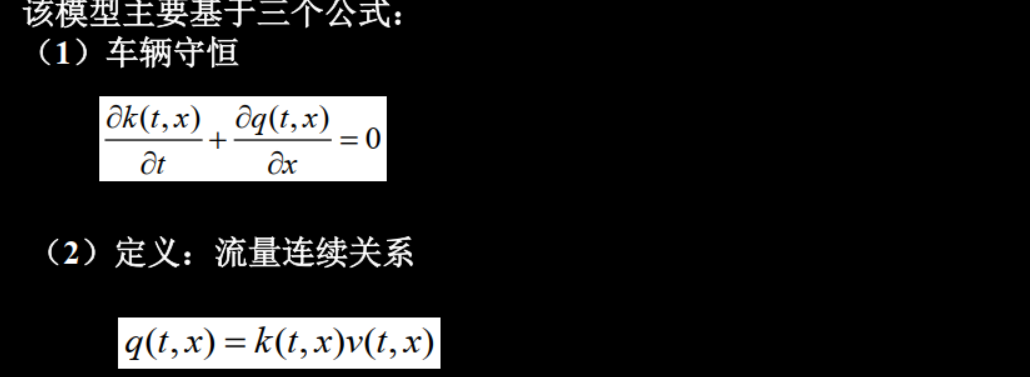 该模型主要基于三个公式：
（1）车辆守恒
∂k(t,x)/∂t + ∂q(t,x)/∂x = 0
（2）定义：流量连续关系
q(t,x) = k(t,x)v(t,x)